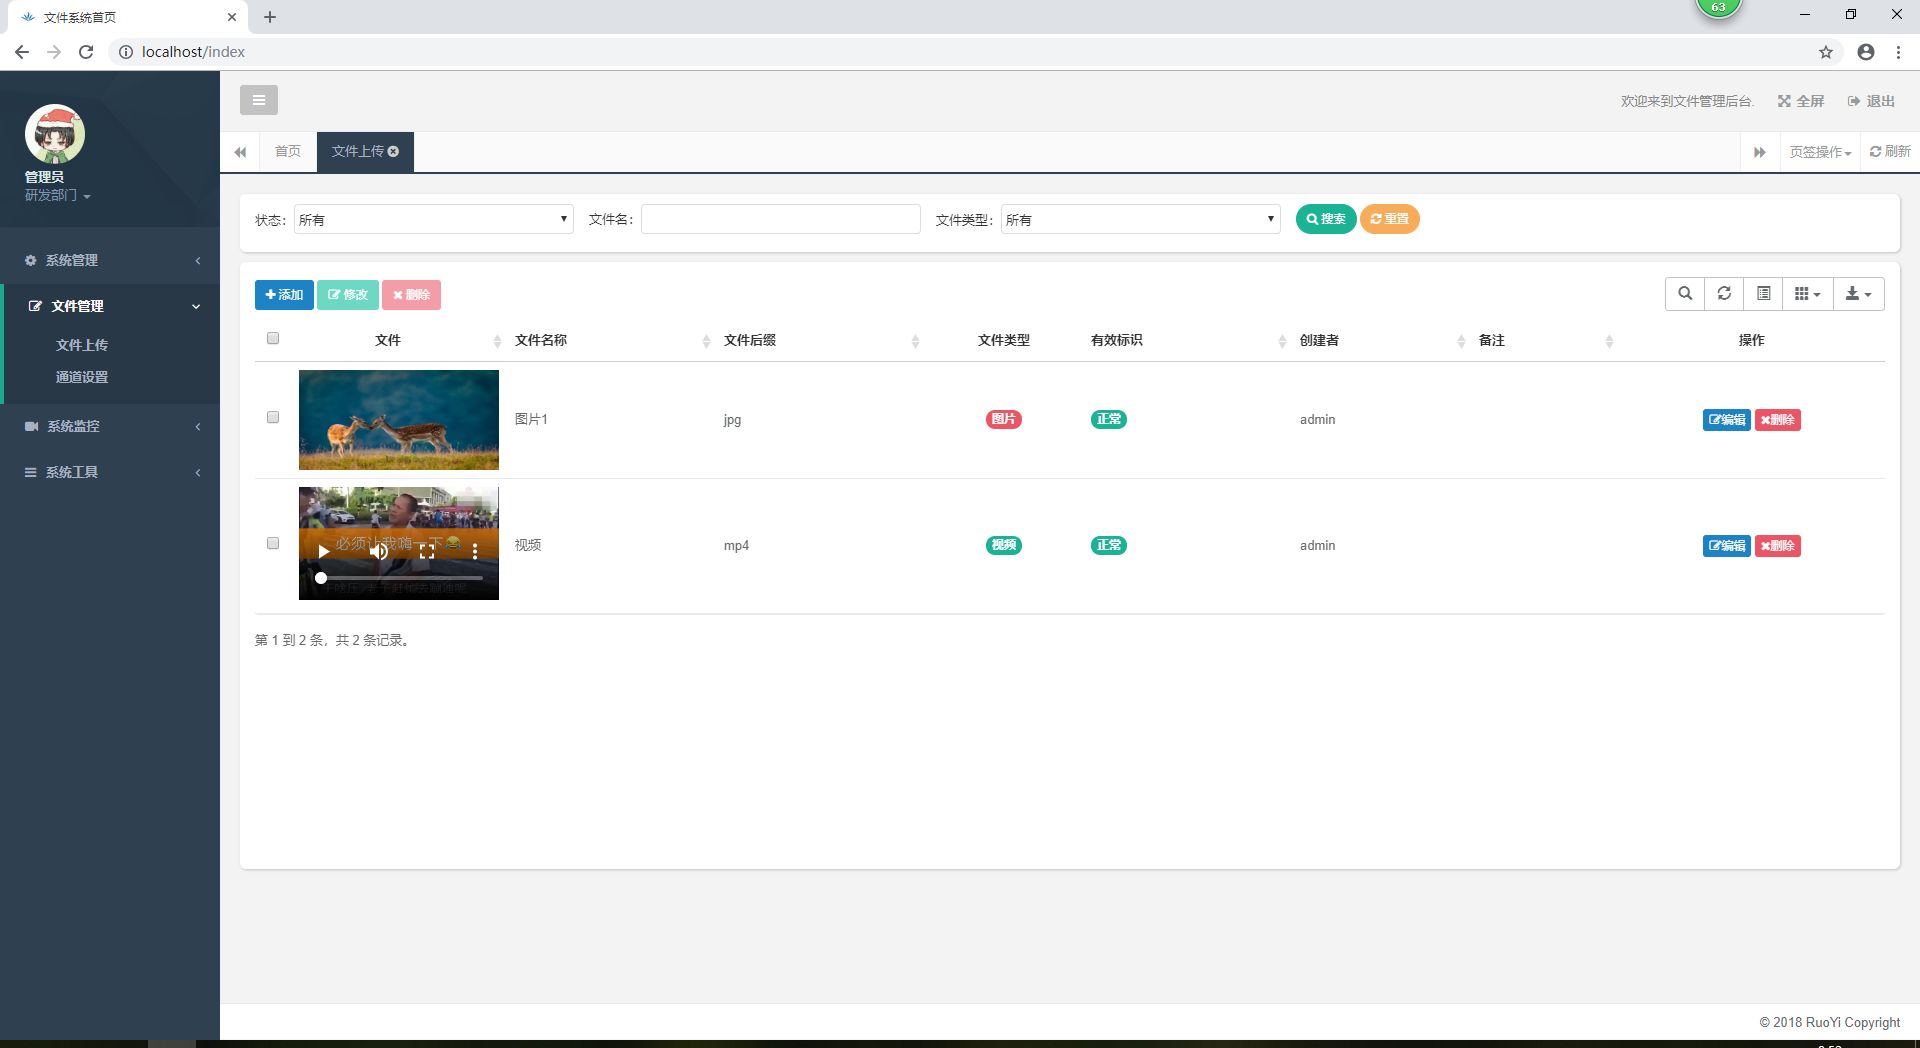 文件系统首页
63
localhost/index
管理员
研发部门
系统管理
文件管理
文件上传
通道设置
系统监控
系统工具
欢迎来到文件管理后台. 全屏 退出
首页 文件上传 页签操作 刷新
状态： 所有 文件名： 文件类型： 所有 搜索 重置
添加 修改 删除
文件 文件名称 文件后缀 文件类型 有效标识 创建者 备注 操作
图片1 jpg 图片 正常 admin 编辑 删除
必须让我嗨一下
视频 mp4 视频 正常 admin 编辑 删除
第 1 到 2 条，共 2 条记录。
© 2018 RuoYi Copyright